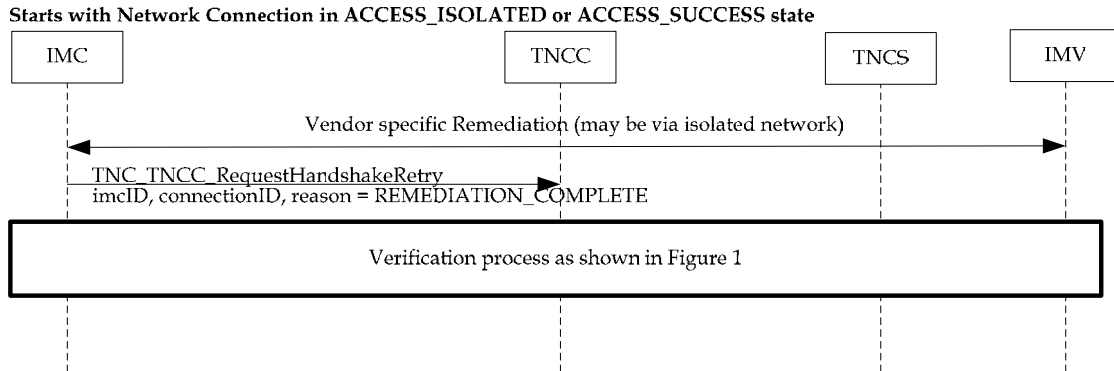 Starts with Network Connection in ACCESS_ISOLATED or ACCESS_SUCCESS state
IMC
TNCC
TNCS
IMV
Vendor specific Remediation (may be via isolated network)
TNC_TNCC_RequestHandshakeRetry
imcID, connectionID, reason = REMEDIATION_COMPLETE
Verification process as shown in Figure 1